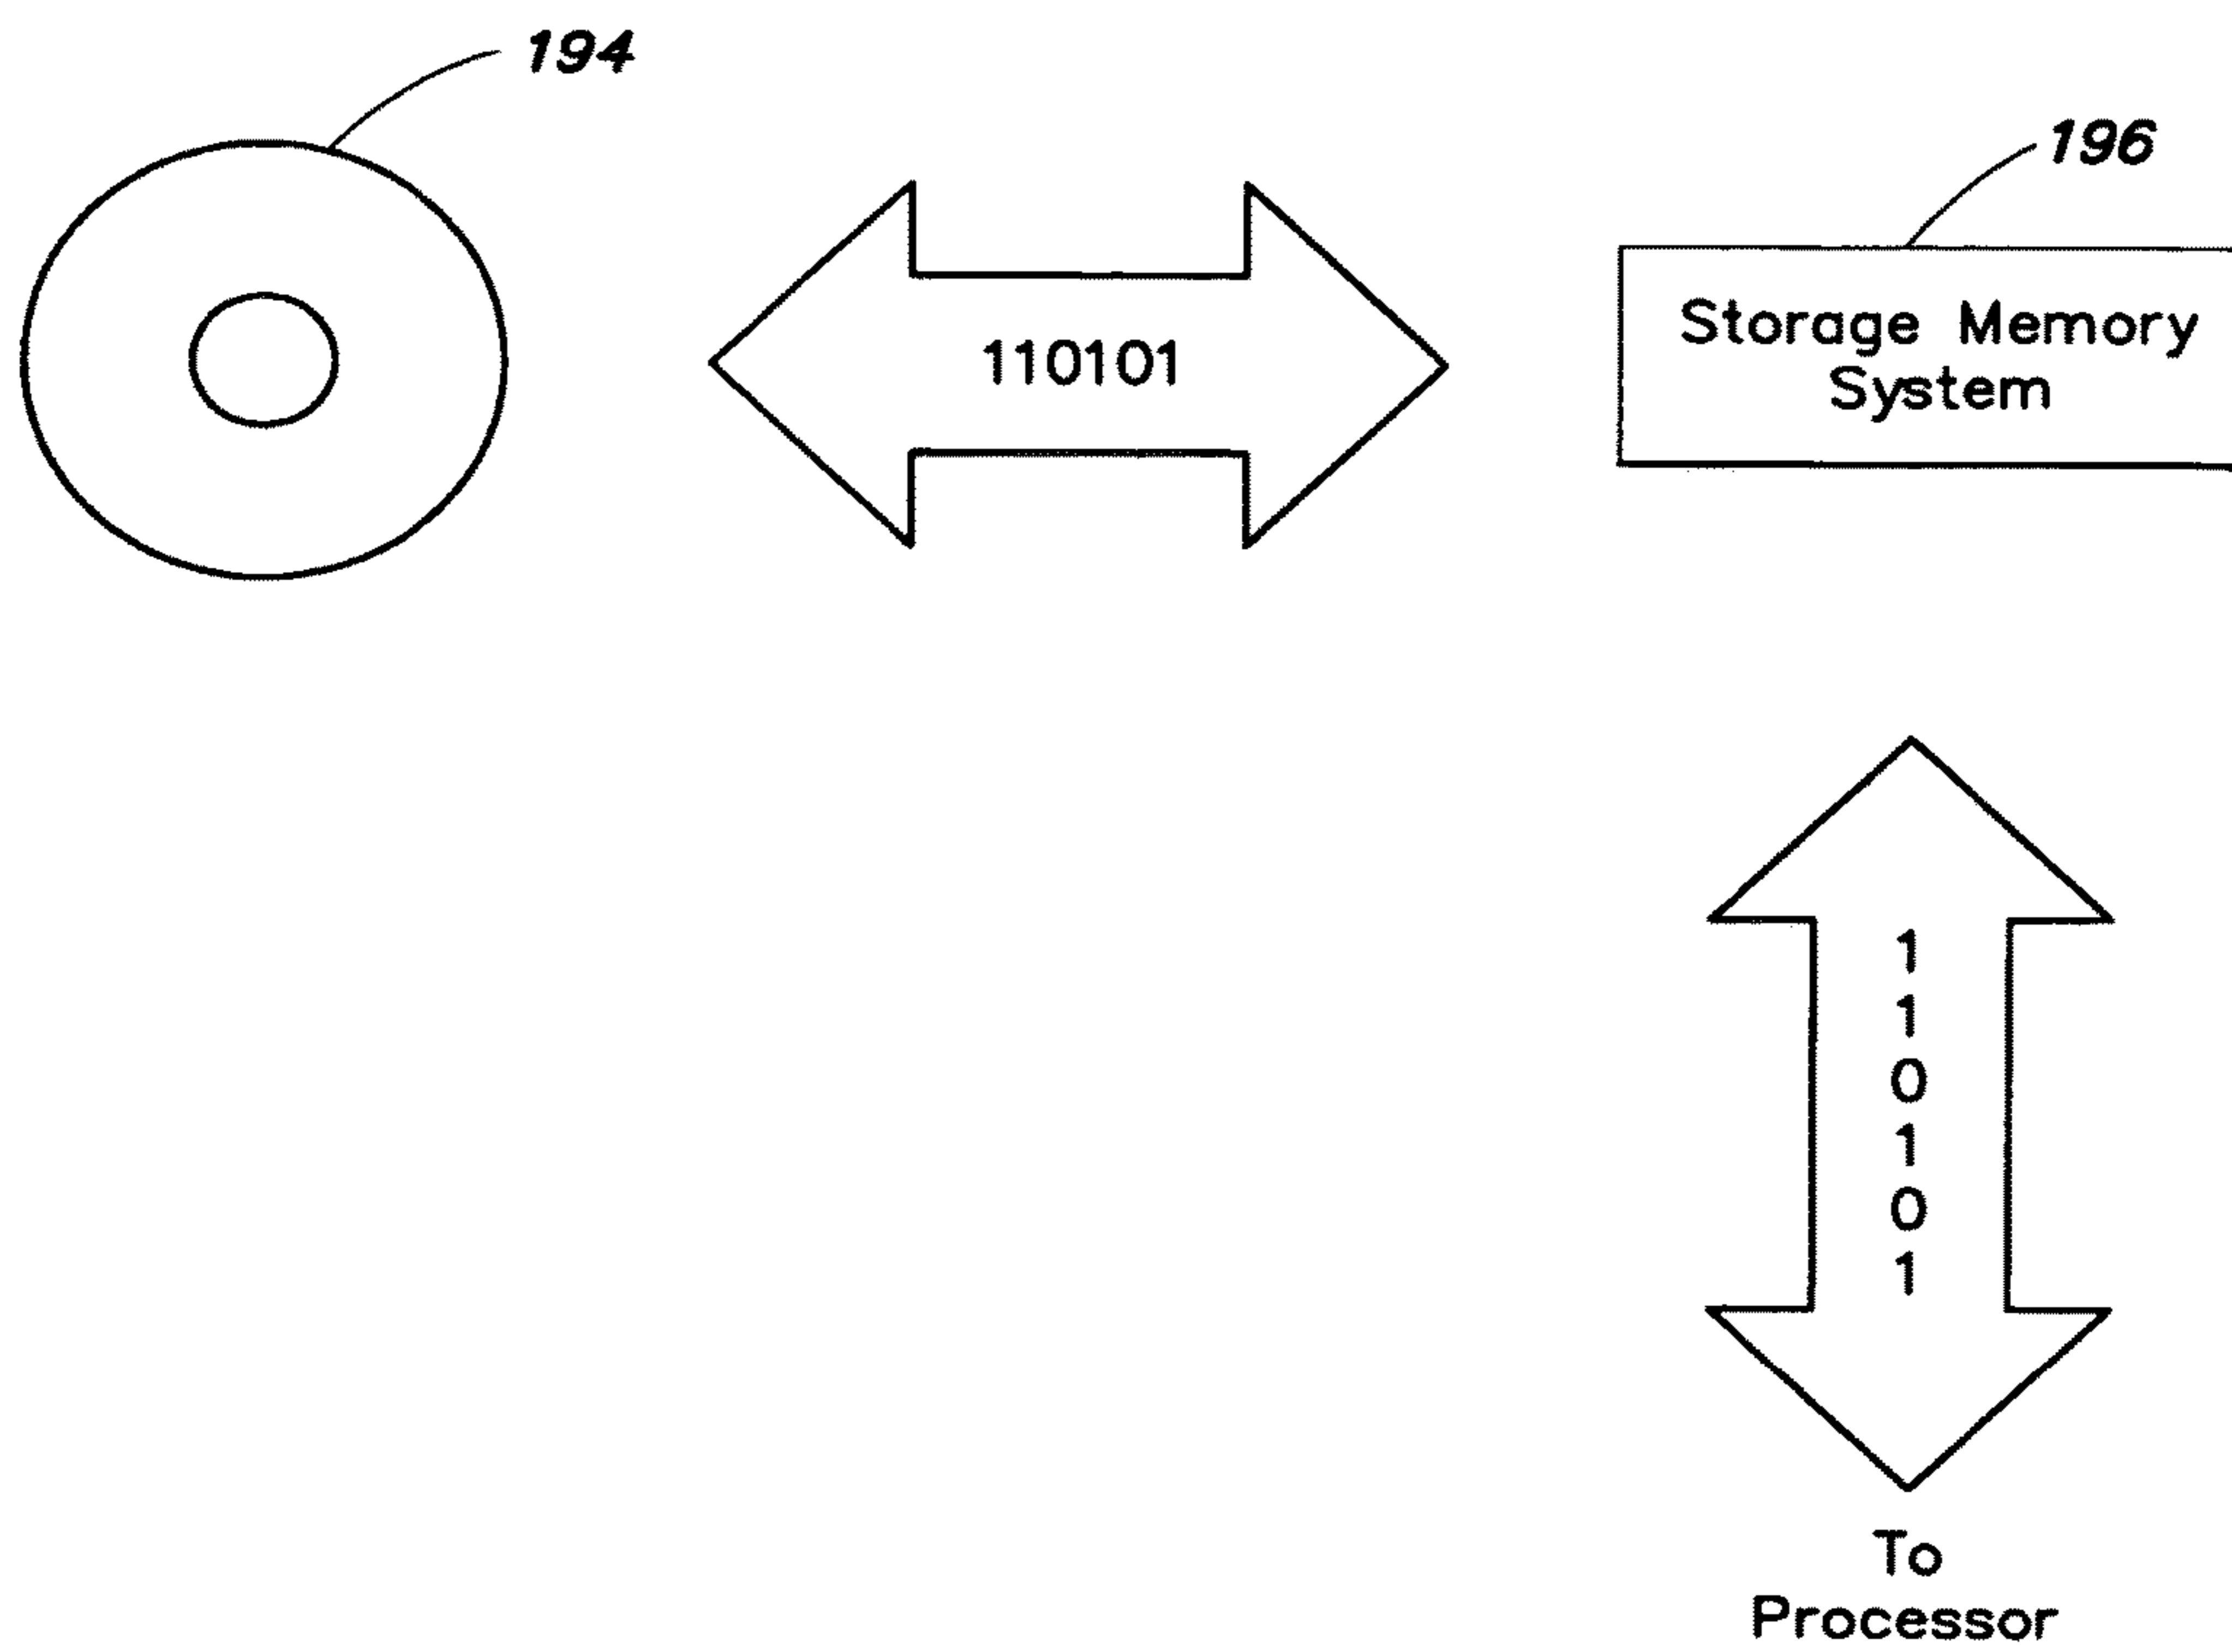 194
196
110101
Storage Memory
System
1
1
0
1
0
1
To
Processor